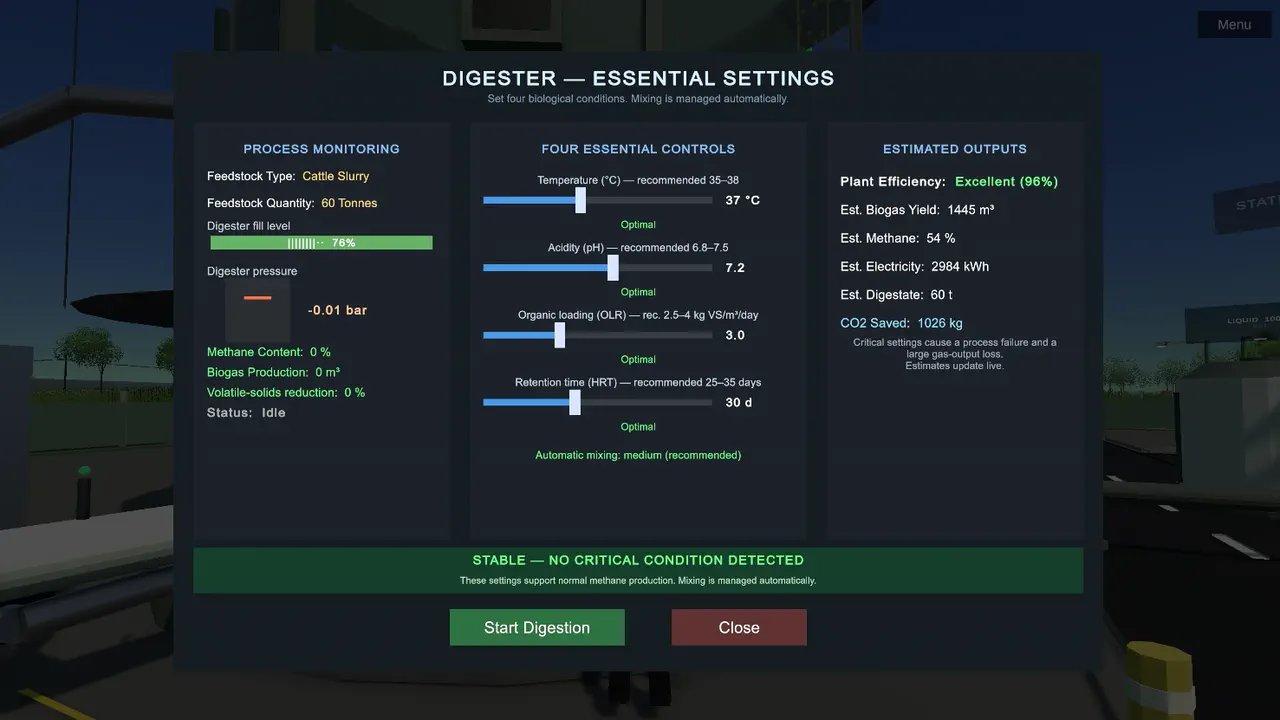 Menu
DIGESTER — ESSENTIAL SETTINGS
Set four biological conditions. Mixing is managed automatically.
PROCESS MONITORING
Feedstock Type: Cattle Slurry
Feedstock Quantity: 60 Tonnes
Digester fill level
76%
Digester pressure
-0.01 bar
Methane Content: 0 %
Biogas Production: 0 m³
Volatile-solids reduction: 0 %
Status: Idle
FOUR ESSENTIAL CONTROLS
Temperature (°C) — recommended 35–38
37 °C
Optimal
Acidity (pH) — recommended 6.8–7.5
7.2
Optimal
Organic loading (OLR) — rec. 2.5–4 kg VS/m³/day
3.0
Optimal
Retention time (HRT) — recommended 25–35 days
30 d
Optimal
Automatic mixing: medium (recommended)
ESTIMATED OUTPUTS
Plant Efficiency: Excellent (96%)
Est. Biogas Yield: 1445 m³
Est. Methane: 54 %
Est. Electricity: 2984 kWh
Est. Digestate: 60 t
CO2 Saved: 1026 kg
Critical settings cause a process failure and a
large gas-output loss.
Estimates update live.
STABLE — NO CRITICAL CONDITION DETECTED
These settings support normal methane production. Mixing is managed automatically.
Start Digestion
Close
LIQUID